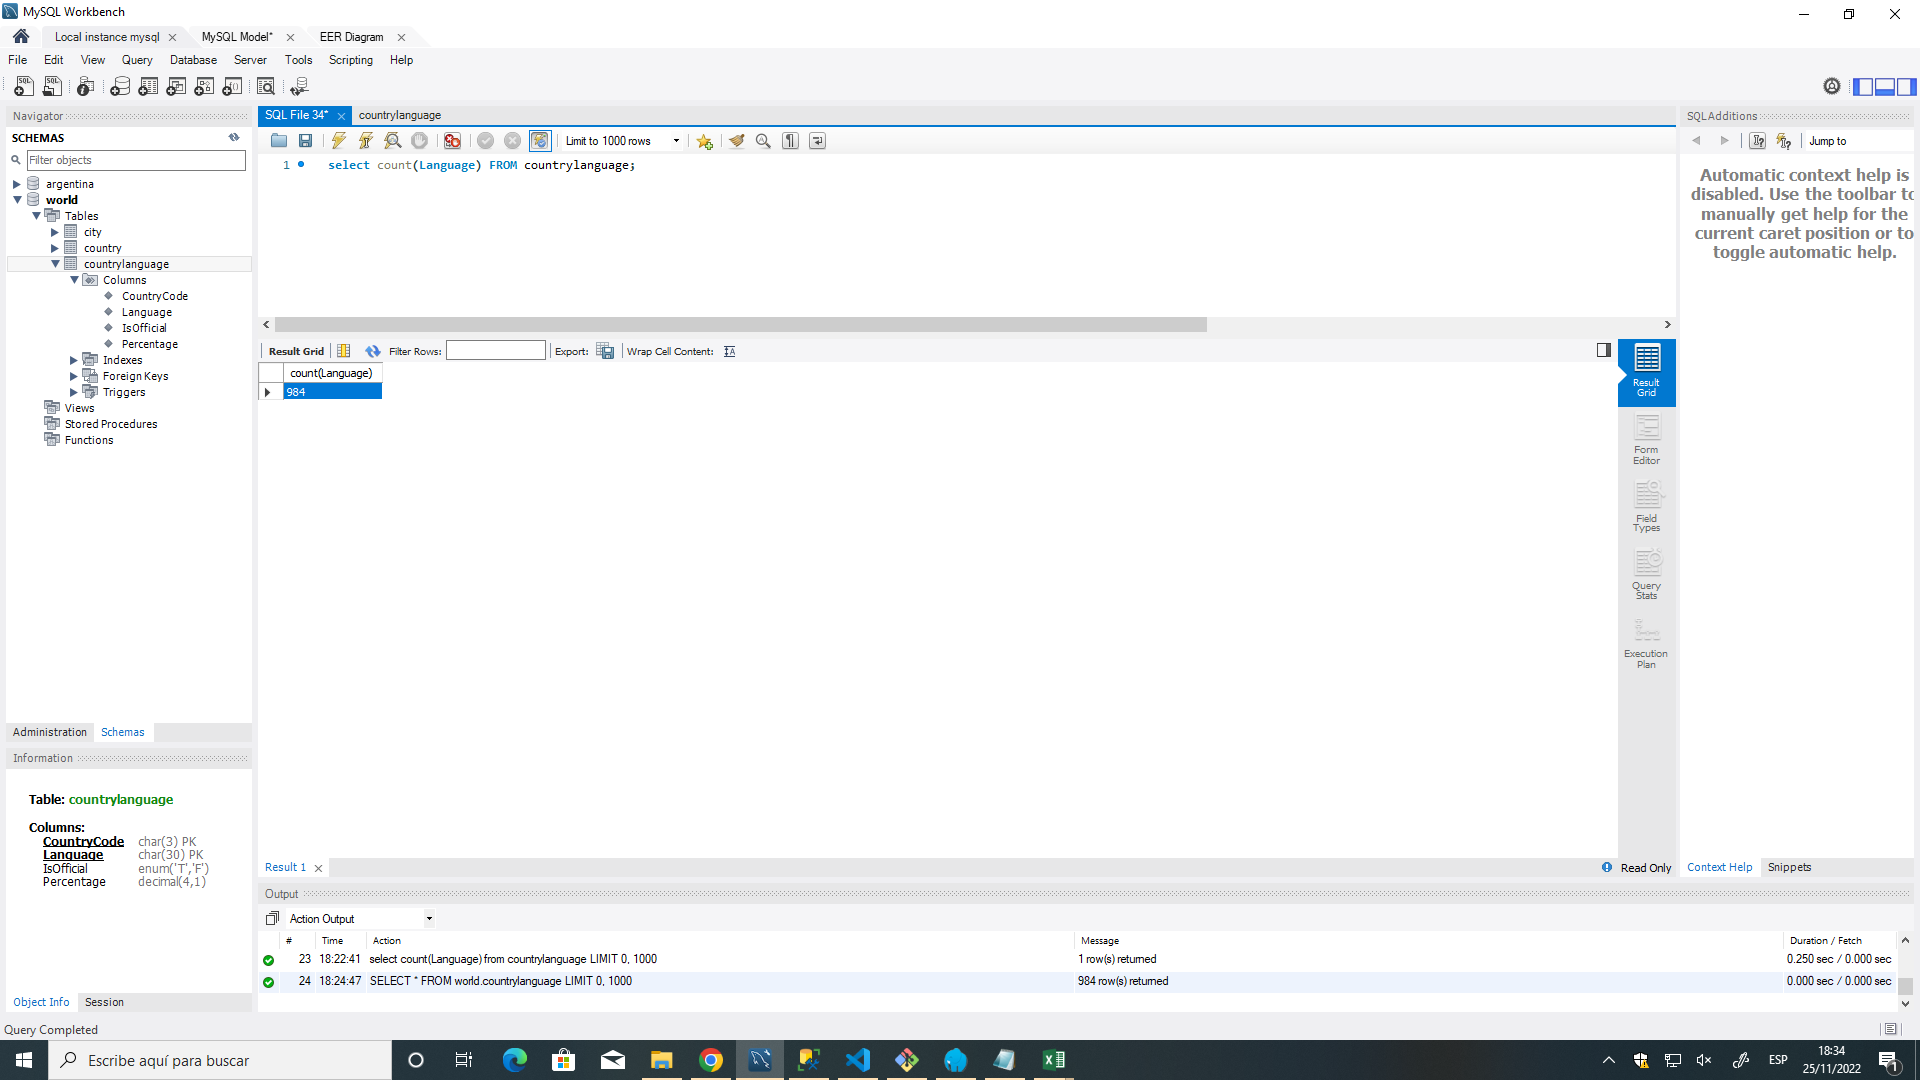 MySQL Workbench
Local instance mysql
MySQL Model*
EER Diagram
File Edit View Query Database Server Tools Scripting Help
Navigator
SCHEMAS
Filter objects
argentina
world
Tables
city
country
countrylanguage
Columns
CountryCode
Language
IsOfficial
Percentage
Indexes
Foreign Keys
Triggers
Views
Stored Procedures
Functions
Administration Schemas
Information
Table: countrylanguage
Columns:
CountryCode char(3) PK
Language char(30) PK
IsOfficial enum('T','F')
Percentage decimal(4,1)
Object Info Session
SQL File 34*
countrylanguage
Limit to 1000 rows
1 select count(Language) FROM countrylanguage;
Result Grid Filter Rows: Export: Wrap Cell Content:
count(Language)
984
Result
Grid
Form
Editor
Field
Types
Query
Stats
Execution
Plan
Result 1
Read Only
SQLAdditions
Jump to
Automatic context help is
disabled. Use the toolbar to
manually get help for the
current caret position or to
toggle automatic help.
Context Help Snippets
Output
Action Output
# Time Action Message Duration / Fetch
23 18:22:41 select count(Language) from countrylanguage LIMIT 0, 1000 1 row(s) returned 0.250 sec / 0.000 sec
24 18:24:47 SELECT * FROM world.countrylanguage LIMIT 0, 1000 984 row(s) returned 0.000 sec / 0.000 sec
Query Completed
Escribe aquí para buscar
ESP
18:34
25/11/2022
1